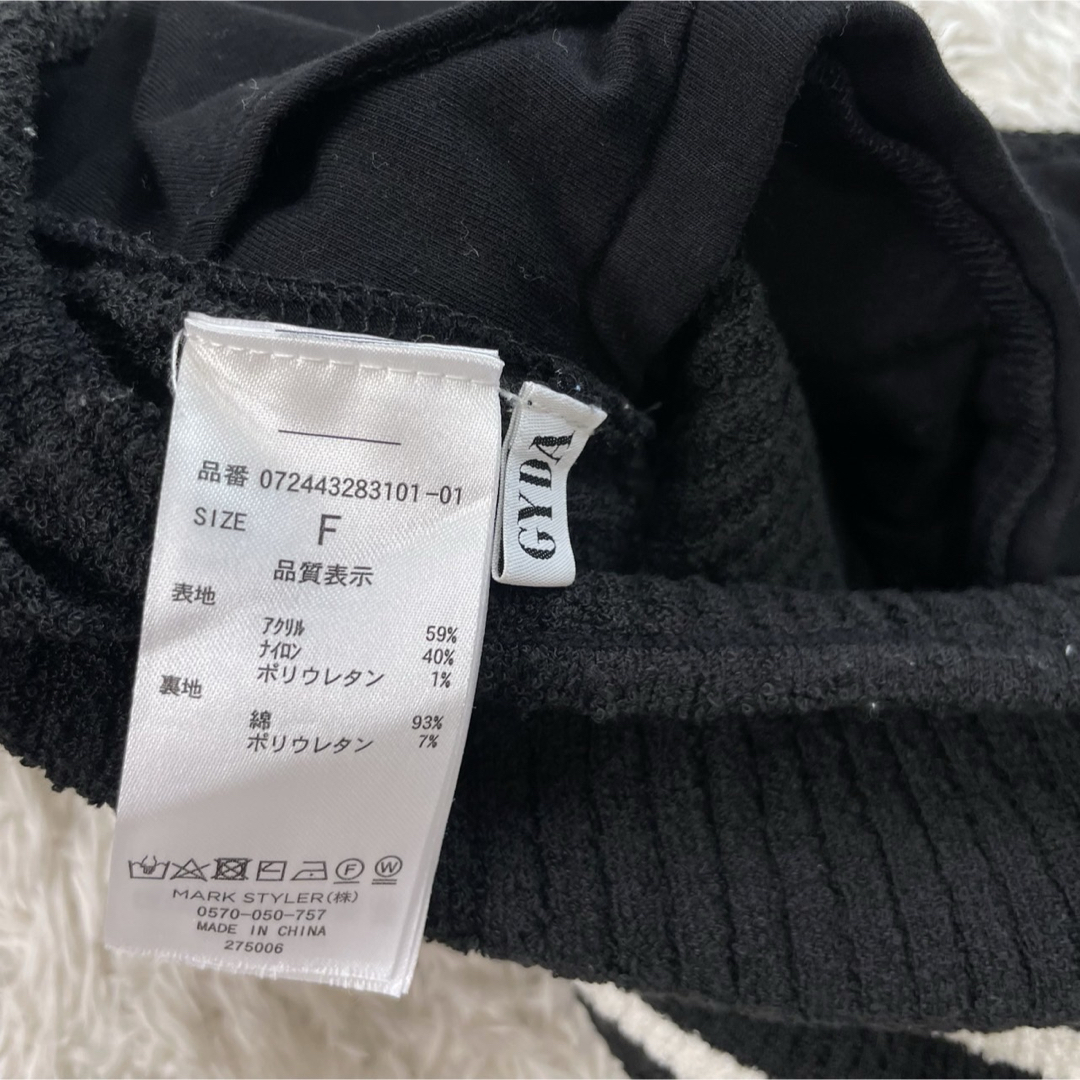 品番 072443283101-01
SIZE F
品質表示
表地
アクリル 59%
ナイロン 40%
ポリウレタン 1%
裏地
綿 93%
ポリウレタン 7%
F W
MARK STYLER(株)
0570-050-757
MADE IN CHINA
275006
GYDA